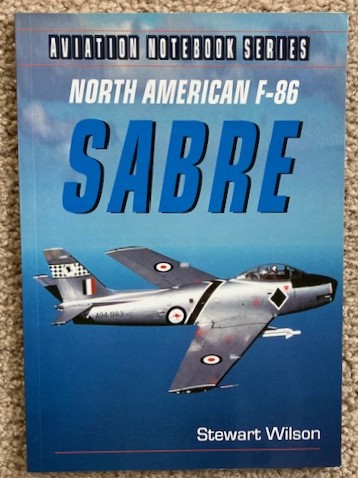 AVIATION NOTEBOOK SERIES
NORTH AMERICAN F-86
SABRE
A94-983
Stewart Wilson